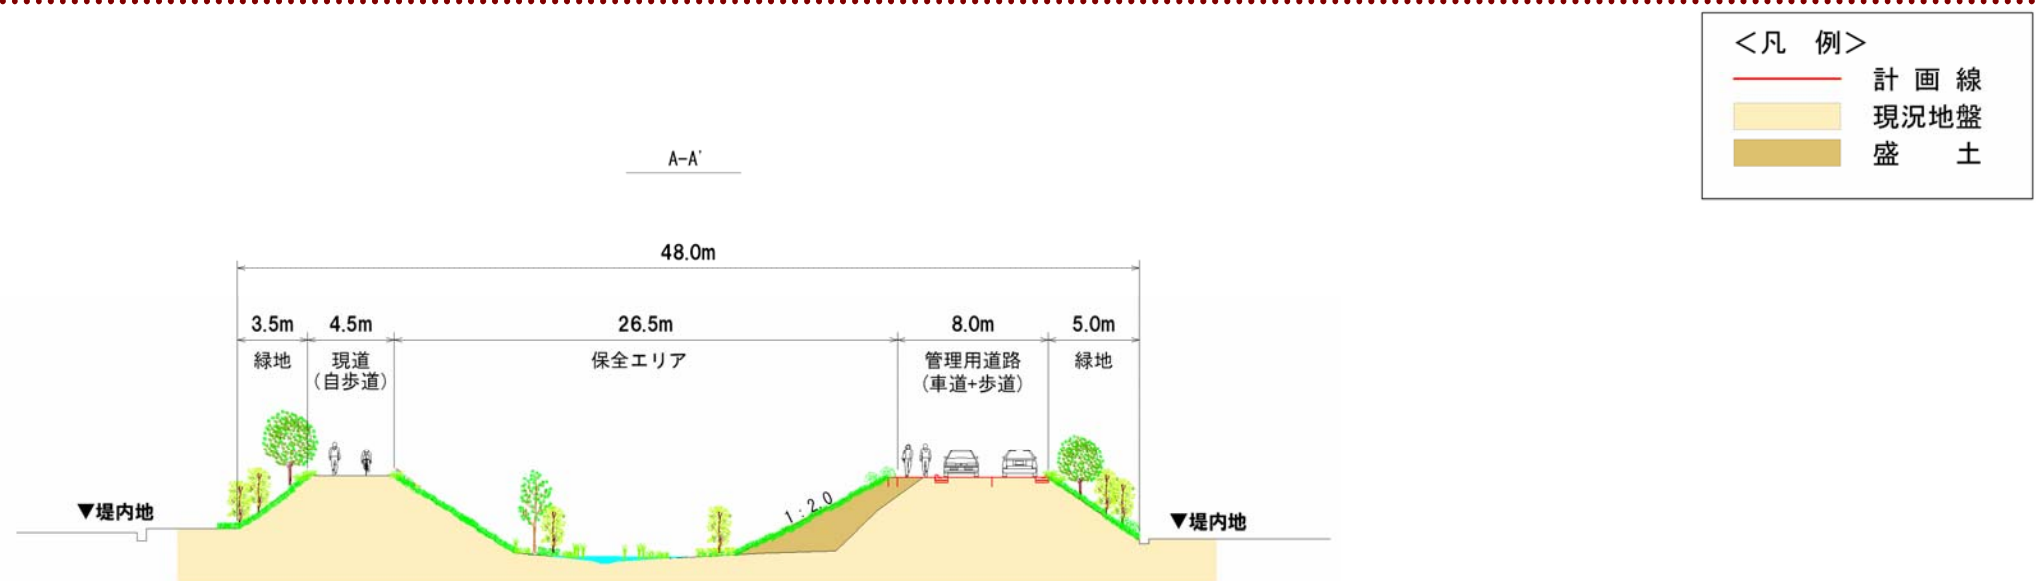 ＜凡　例＞
計 画 線
現況地盤
盛　　土
A-A'
48.0m
3.5m 4.5m 26.5m 8.0m 5.0m
緑地 現道 保全エリア 管理用道路 緑地
（自歩道） （車道+歩道）
1：2.0
▼堤内地 ▼堤内地